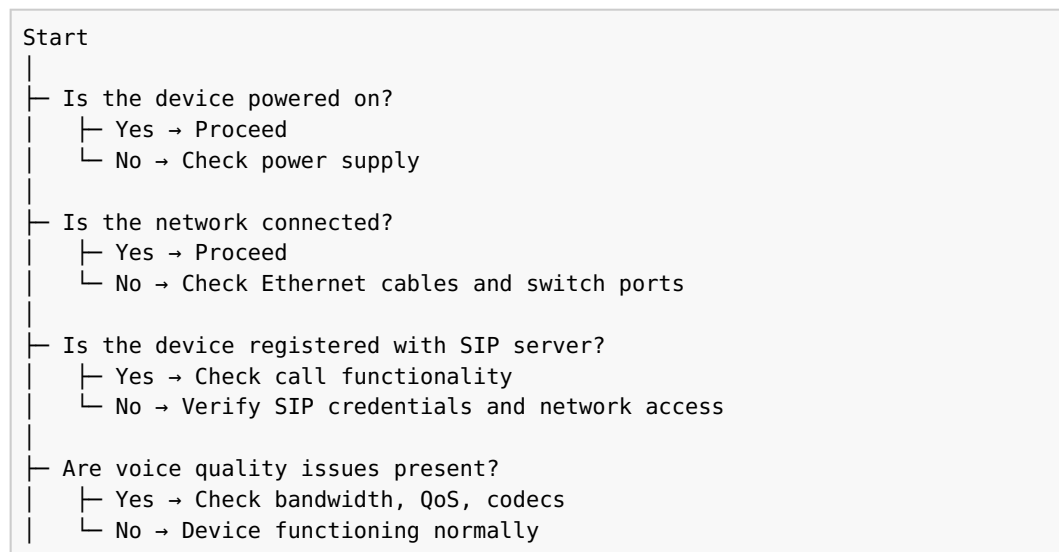 Start
│
├─ Is the device powered on?
│   ├─ Yes → Proceed
│   └─ No → Check power supply
│
├─ Is the network connected?
│   ├─ Yes → Proceed
│   └─ No → Check Ethernet cables and switch ports
│
├─ Is the device registered with SIP server?
│   ├─ Yes → Check call functionality
│   └─ No → Verify SIP credentials and network access
│
├─ Are voice quality issues present?
│   ├─ Yes → Check bandwidth, QoS, codecs
│   └─ No → Device functioning normally